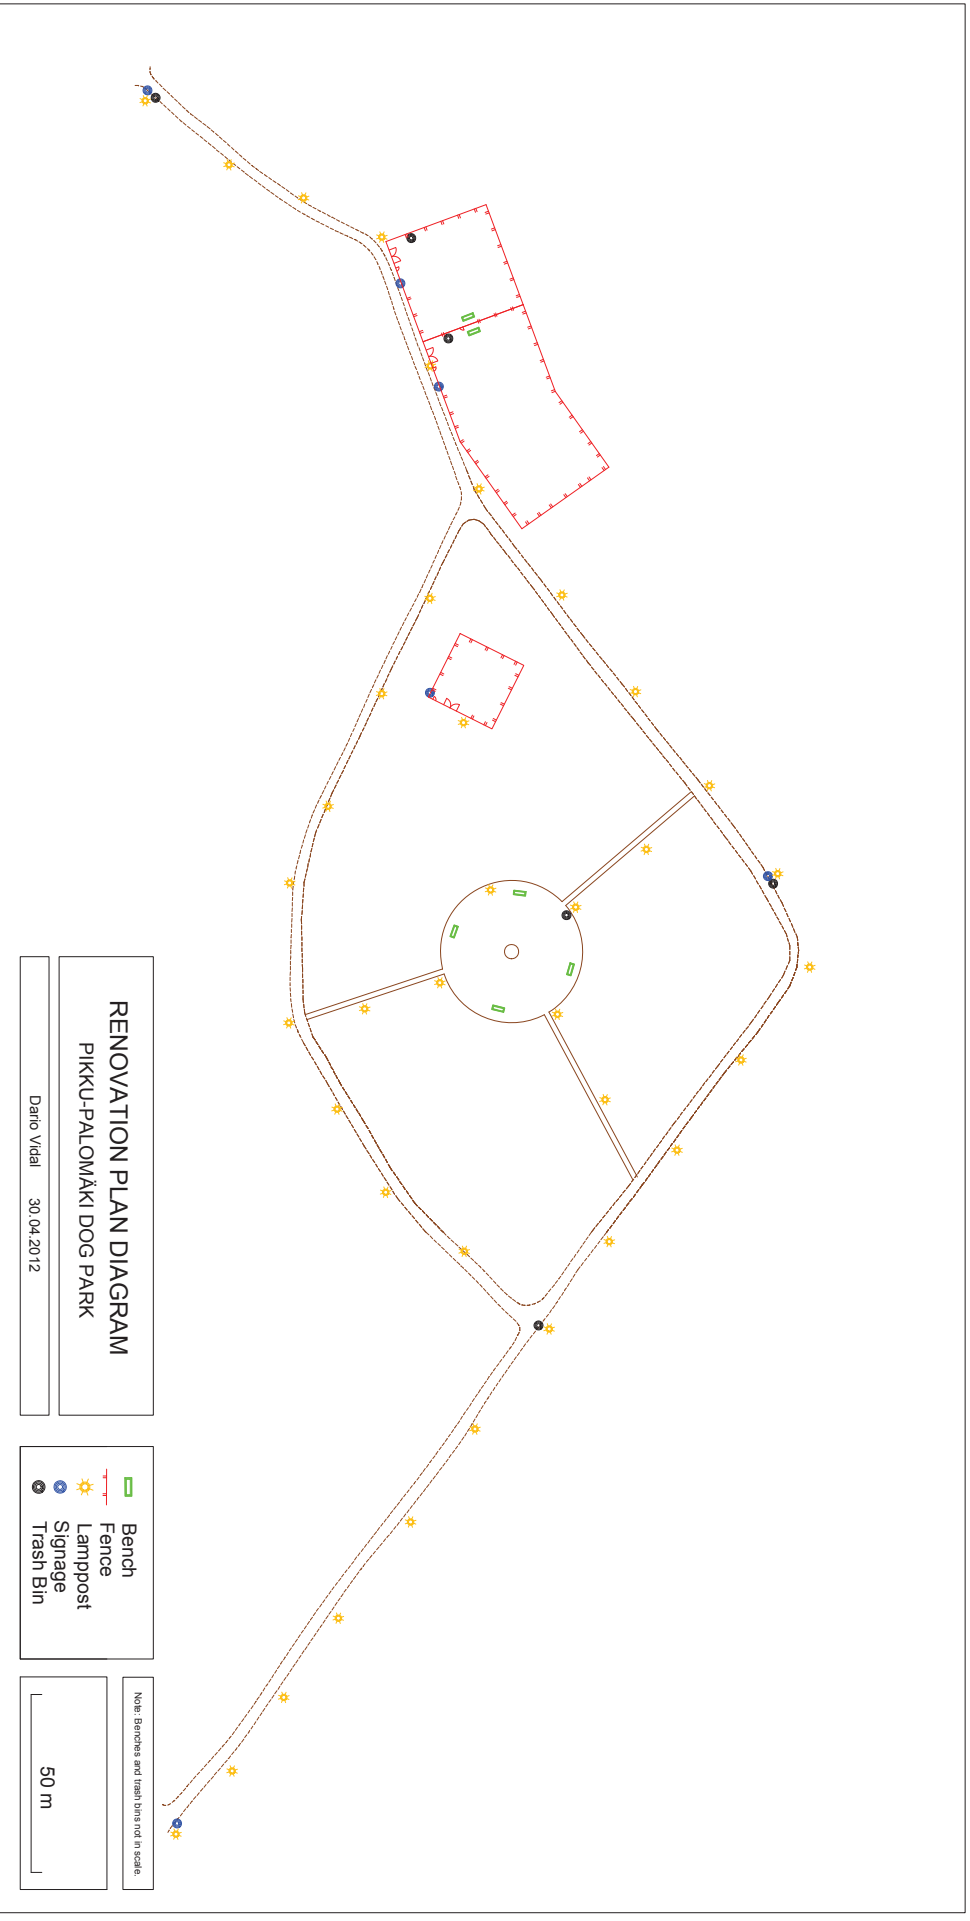 RENOVATION PLAN DIAGRAM
PIKKU-PALOMÄKI DOG PARK
Dario Vidal 30.04.2012
Bench
Fence
Lamppost
Signage
Trash Bin
Note: Benches and trash bins not in scale.
50 m